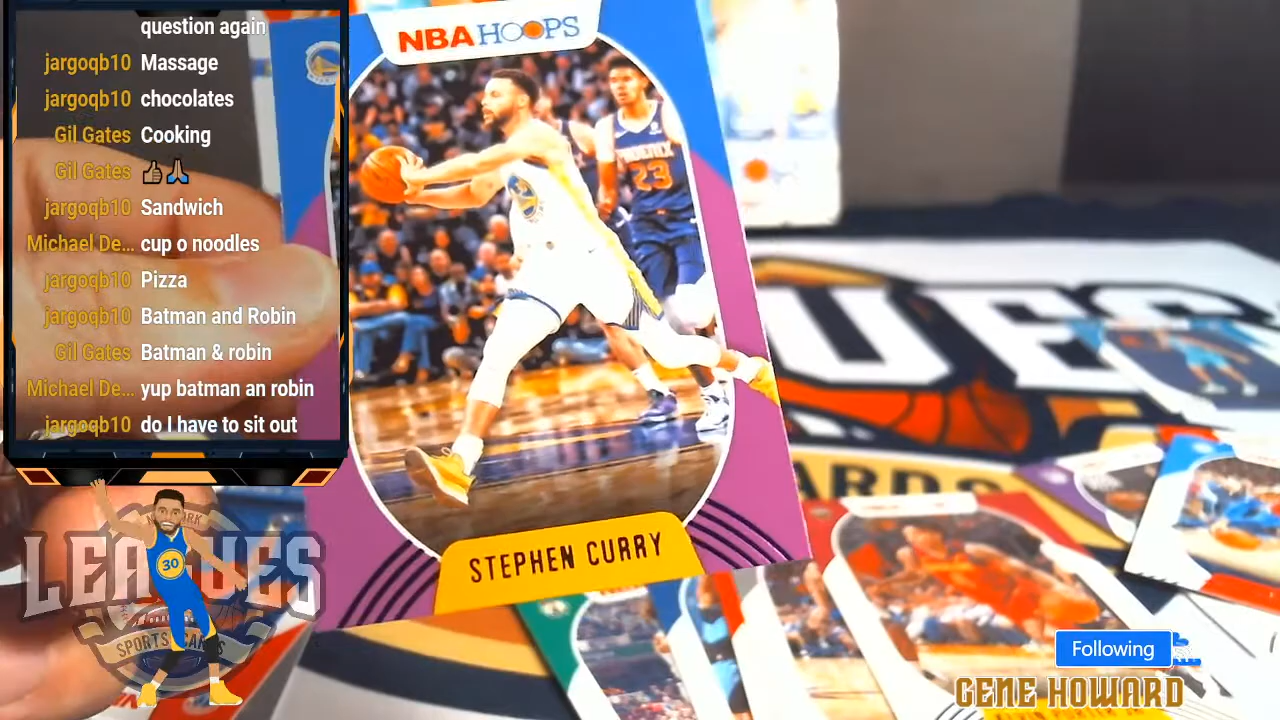 question again
jargoqb10 Massage
jargoqb10 chocolates
Gil Gates Cooking
Gil Gates 👍🙏
jargoqb10 Sandwich
Michael De... cup o noodles
jargoqb10 Pizza
jargoqb10 Batman and Robin
Gil Gates Batman & robin
Michael De... yup batman an robin
jargoqb10 do I have to sit out
NBA HOOPS
PHOENIX
23
STEPHEN CURRY
LEAGUES
SPORTS CARDS
30
Following
GENE HOWARD